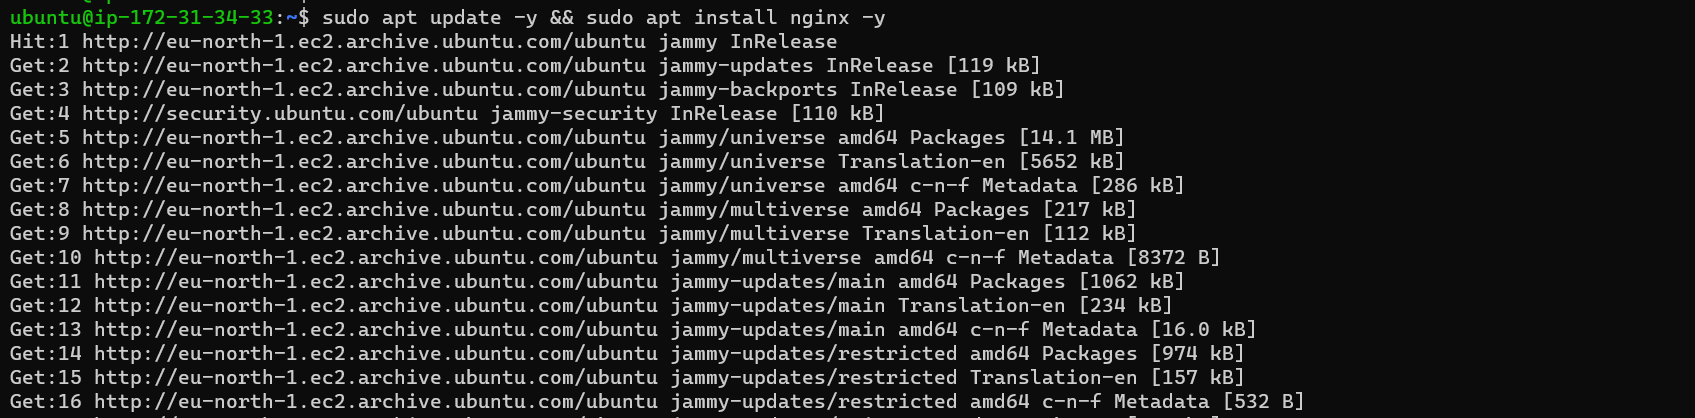 ubuntu@ip-172-31-34-33:~$ sudo apt update -y && sudo apt install nginx -y
Hit:1 http://eu-north-1.ec2.archive.ubuntu.com/ubuntu jammy InRelease
Get:2 http://eu-north-1.ec2.archive.ubuntu.com/ubuntu jammy-updates InRelease [119 kB]
Get:3 http://eu-north-1.ec2.archive.ubuntu.com/ubuntu jammy-backports InRelease [109 kB]
Get:4 http://security.ubuntu.com/ubuntu jammy-security InRelease [110 kB]
Get:5 http://eu-north-1.ec2.archive.ubuntu.com/ubuntu jammy/universe amd64 Packages [14.1 MB]
Get:6 http://eu-north-1.ec2.archive.ubuntu.com/ubuntu jammy/universe Translation-en [5652 kB]
Get:7 http://eu-north-1.ec2.archive.ubuntu.com/ubuntu jammy/universe amd64 c-n-f Metadata [286 kB]
Get:8 http://eu-north-1.ec2.archive.ubuntu.com/ubuntu jammy/multiverse amd64 Packages [217 kB]
Get:9 http://eu-north-1.ec2.archive.ubuntu.com/ubuntu jammy/multiverse Translation-en [112 kB]
Get:10 http://eu-north-1.ec2.archive.ubuntu.com/ubuntu jammy/multiverse amd64 c-n-f Metadata [8372 B]
Get:11 http://eu-north-1.ec2.archive.ubuntu.com/ubuntu jammy-updates/main amd64 Packages [1062 kB]
Get:12 http://eu-north-1.ec2.archive.ubuntu.com/ubuntu jammy-updates/main Translation-en [234 kB]
Get:13 http://eu-north-1.ec2.archive.ubuntu.com/ubuntu jammy-updates/main amd64 c-n-f Metadata [16.0 kB]
Get:14 http://eu-north-1.ec2.archive.ubuntu.com/ubuntu jammy-updates/restricted amd64 Packages [974 kB]
Get:15 http://eu-north-1.ec2.archive.ubuntu.com/ubuntu jammy-updates/restricted Translation-en [157 kB]
Get:16 http://eu-north-1.ec2.archive.ubuntu.com/ubuntu jammy-updates/restricted amd64 c-n-f Metadata [532 B]